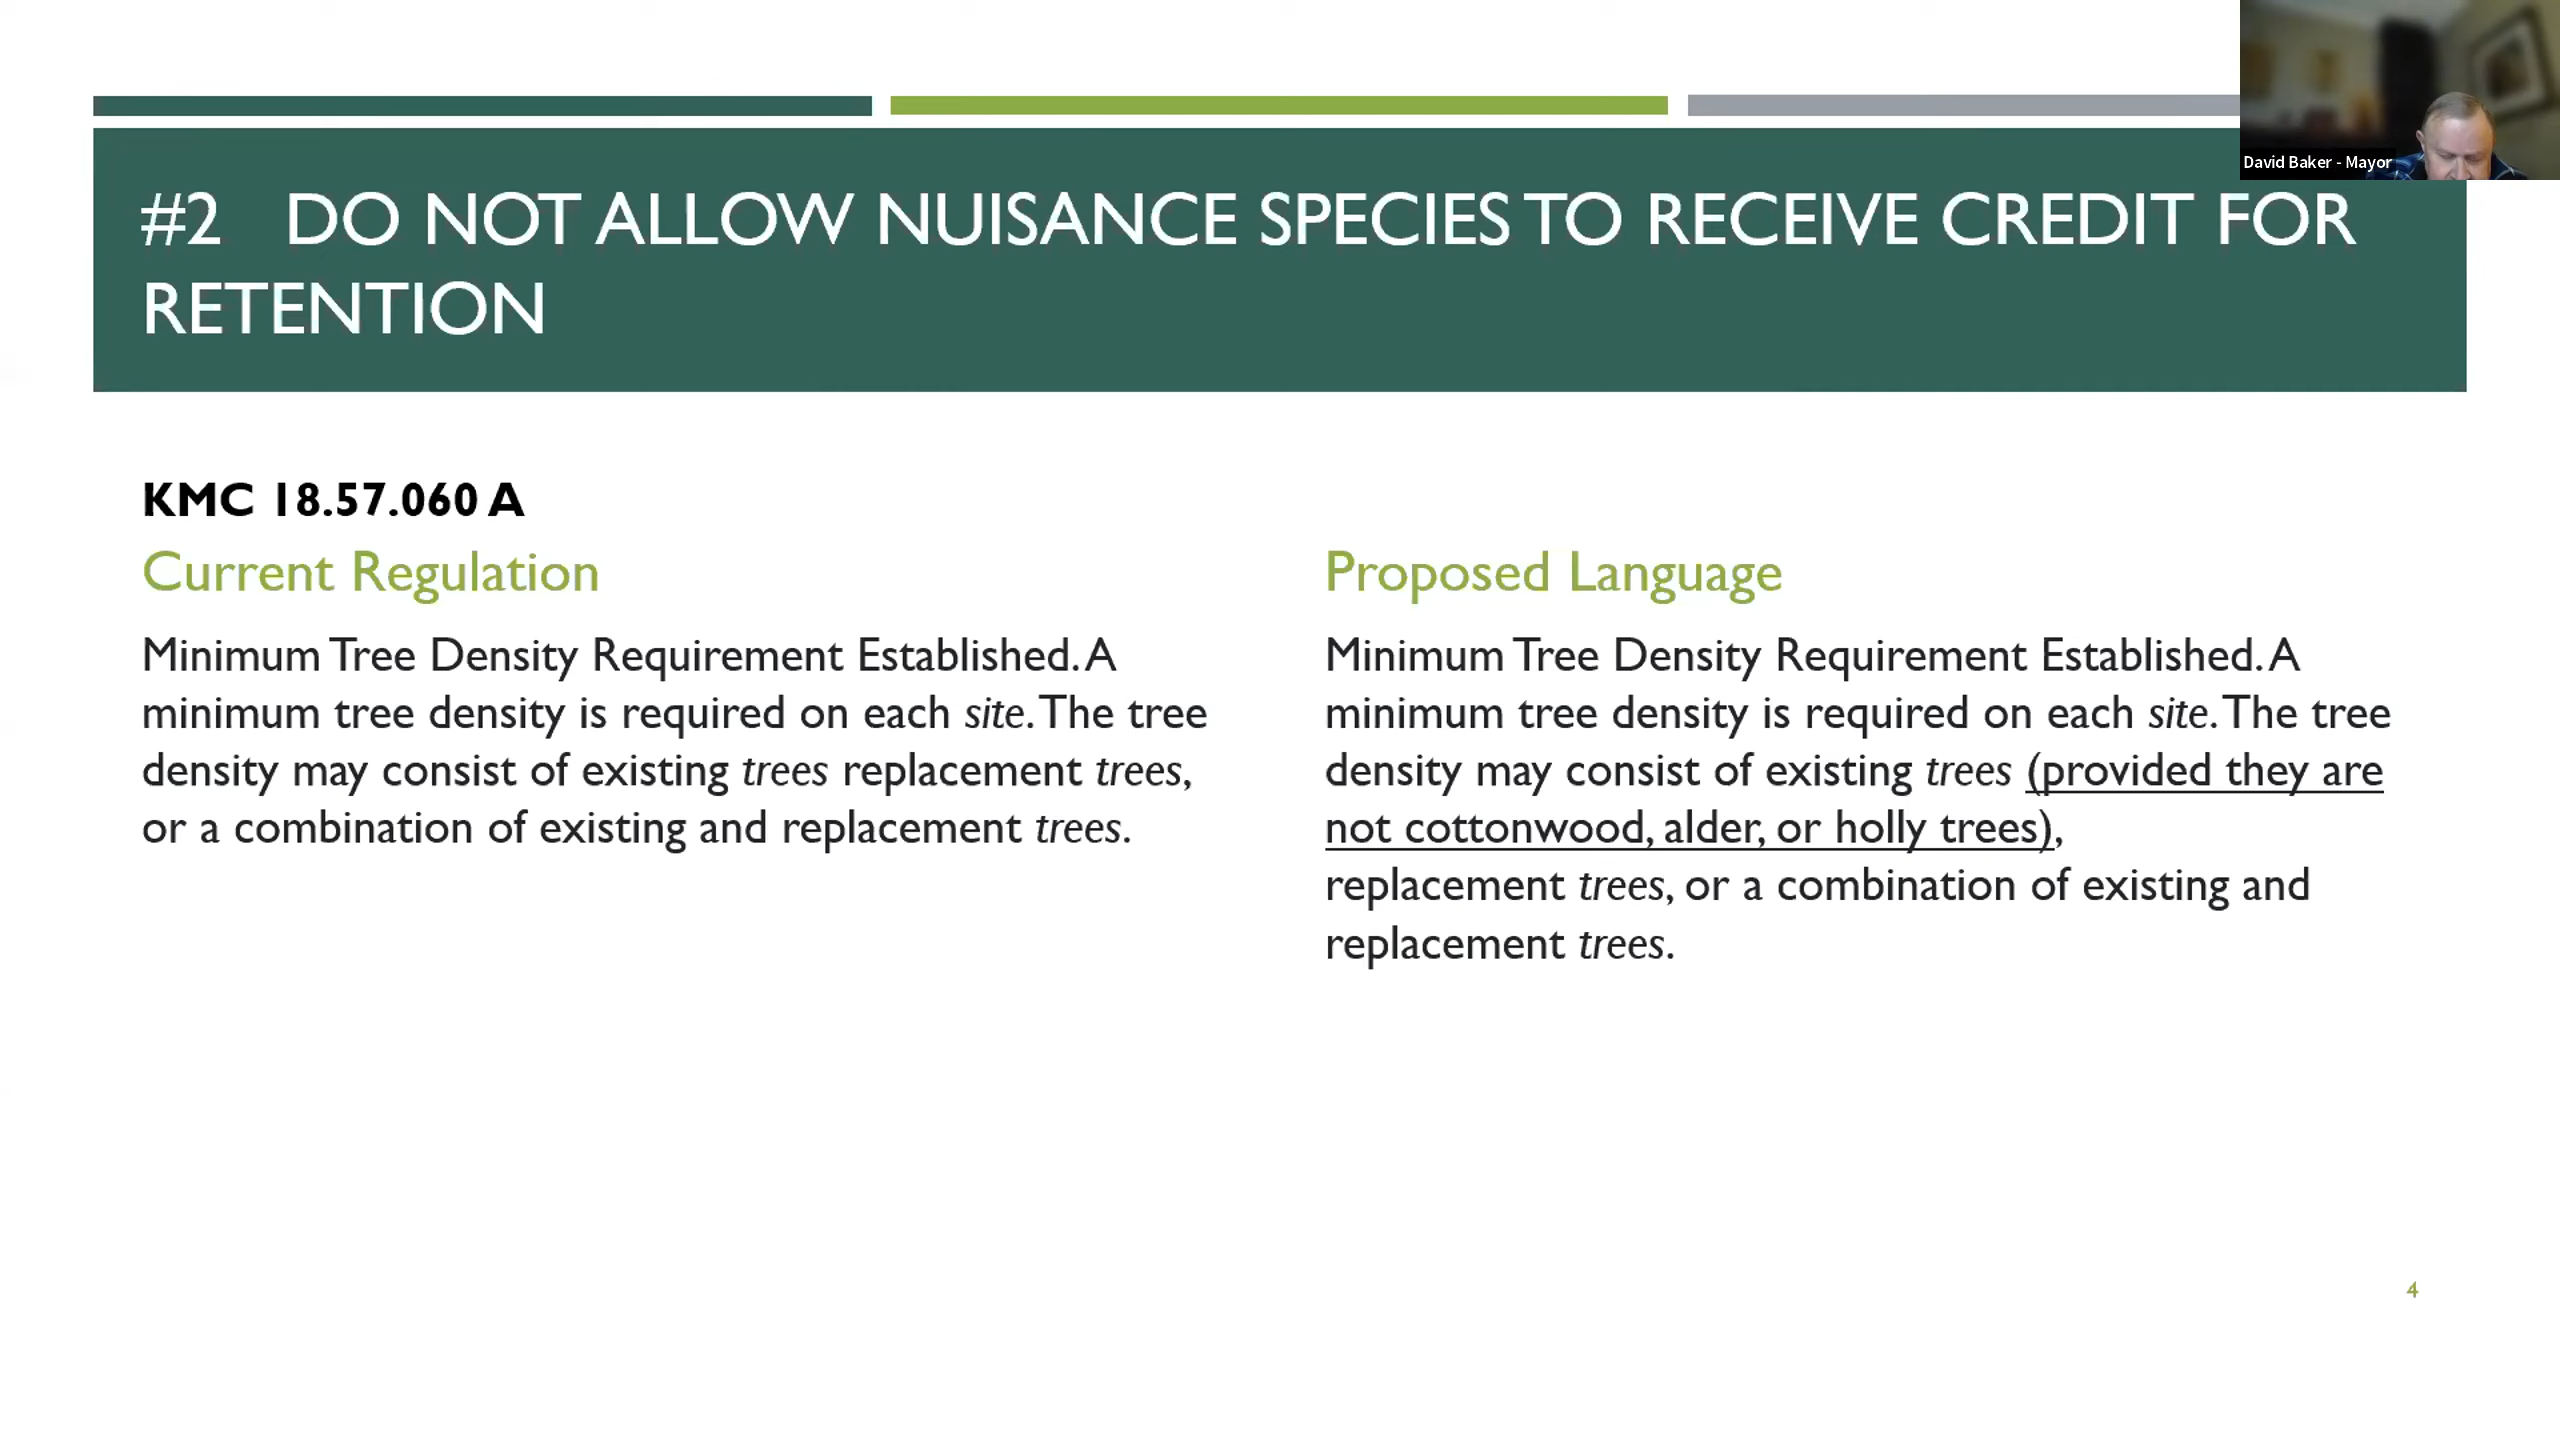 David Baker - Mayor
#2 DO NOT ALLOW NUISANCE SPECIES TO RECEIVE CREDIT FOR
RETENTION
KMC 18.57.060 A
Current Regulation
Minimum Tree Density Requirement Established. A
minimum tree density is required on each site. The tree
density may consist of existing trees replacement trees,
or a combination of existing and replacement trees.
Proposed Language
Minimum Tree Density Requirement Established. A
minimum tree density is required on each site. The tree
density may consist of existing trees (provided they are
not cottonwood, alder, or holly trees),
replacement trees, or a combination of existing and
replacement trees.
4